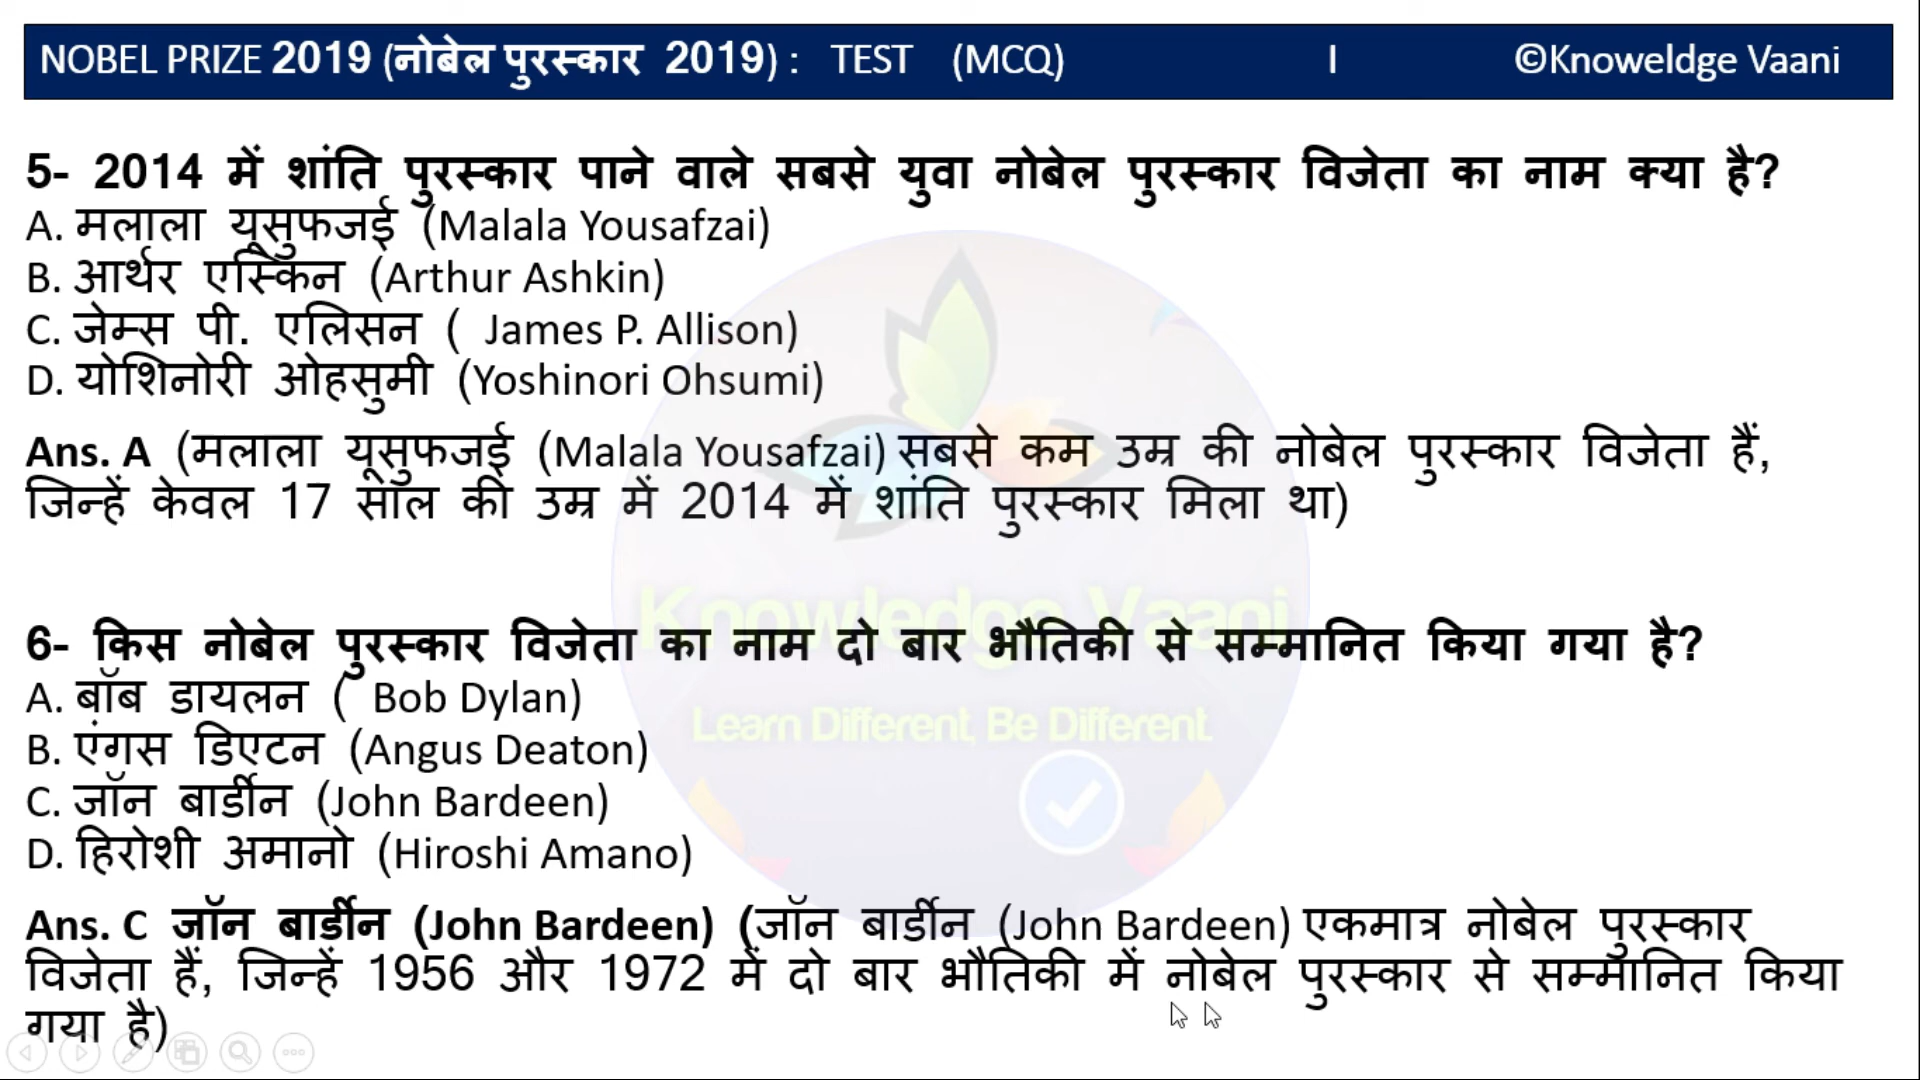 NOBEL PRIZE 2019 (नोबेल पुरस्कार 2019) : TEST (MCQ) I ©Knoweldge Vaani
5- 2014 में शांति पुरस्कार पाने वाले सबसे युवा नोबेल पुरस्कार विजेता का नाम क्या है?
A. मलाला यूसुफजई (Malala Yousafzai)
B. आर्थर एस्किन (Arthur Ashkin)
C. जेम्स पी. एलिसन ( James P. Allison)
D. योशिनोरी ओहसुमी (Yoshinori Ohsumi)
Ans. A (मलाला यूसुफजई (Malala Yousafzai) सबसे कम उम्र की नोबेल पुरस्कार विजेता हैं,
जिन्हें केवल 17 साल की उम्र में 2014 में शांति पुरस्कार मिला था)
Knowledge Vaani
6- किस नोबेल पुरस्कार विजेता का नाम दो बार भौतिकी से सम्मानित किया गया है?
A. बॉब डायलन ( Bob Dylan)
Learn Different, Be Different
B. एंगस डिएटन (Angus Deaton)
C. जॉन बार्डीन (John Bardeen)
D. हिरोशी अमानो (Hiroshi Amano)
Ans. C जॉन बार्डीन (John Bardeen) (जॉन बार्डीन (John Bardeen) एकमात्र नोबेल पुरस्कार
विजेता हैं, जिन्हें 1956 और 1972 में दो बार भौतिकी में नोबेल पुरस्कार से सम्मानित किया
गया है)